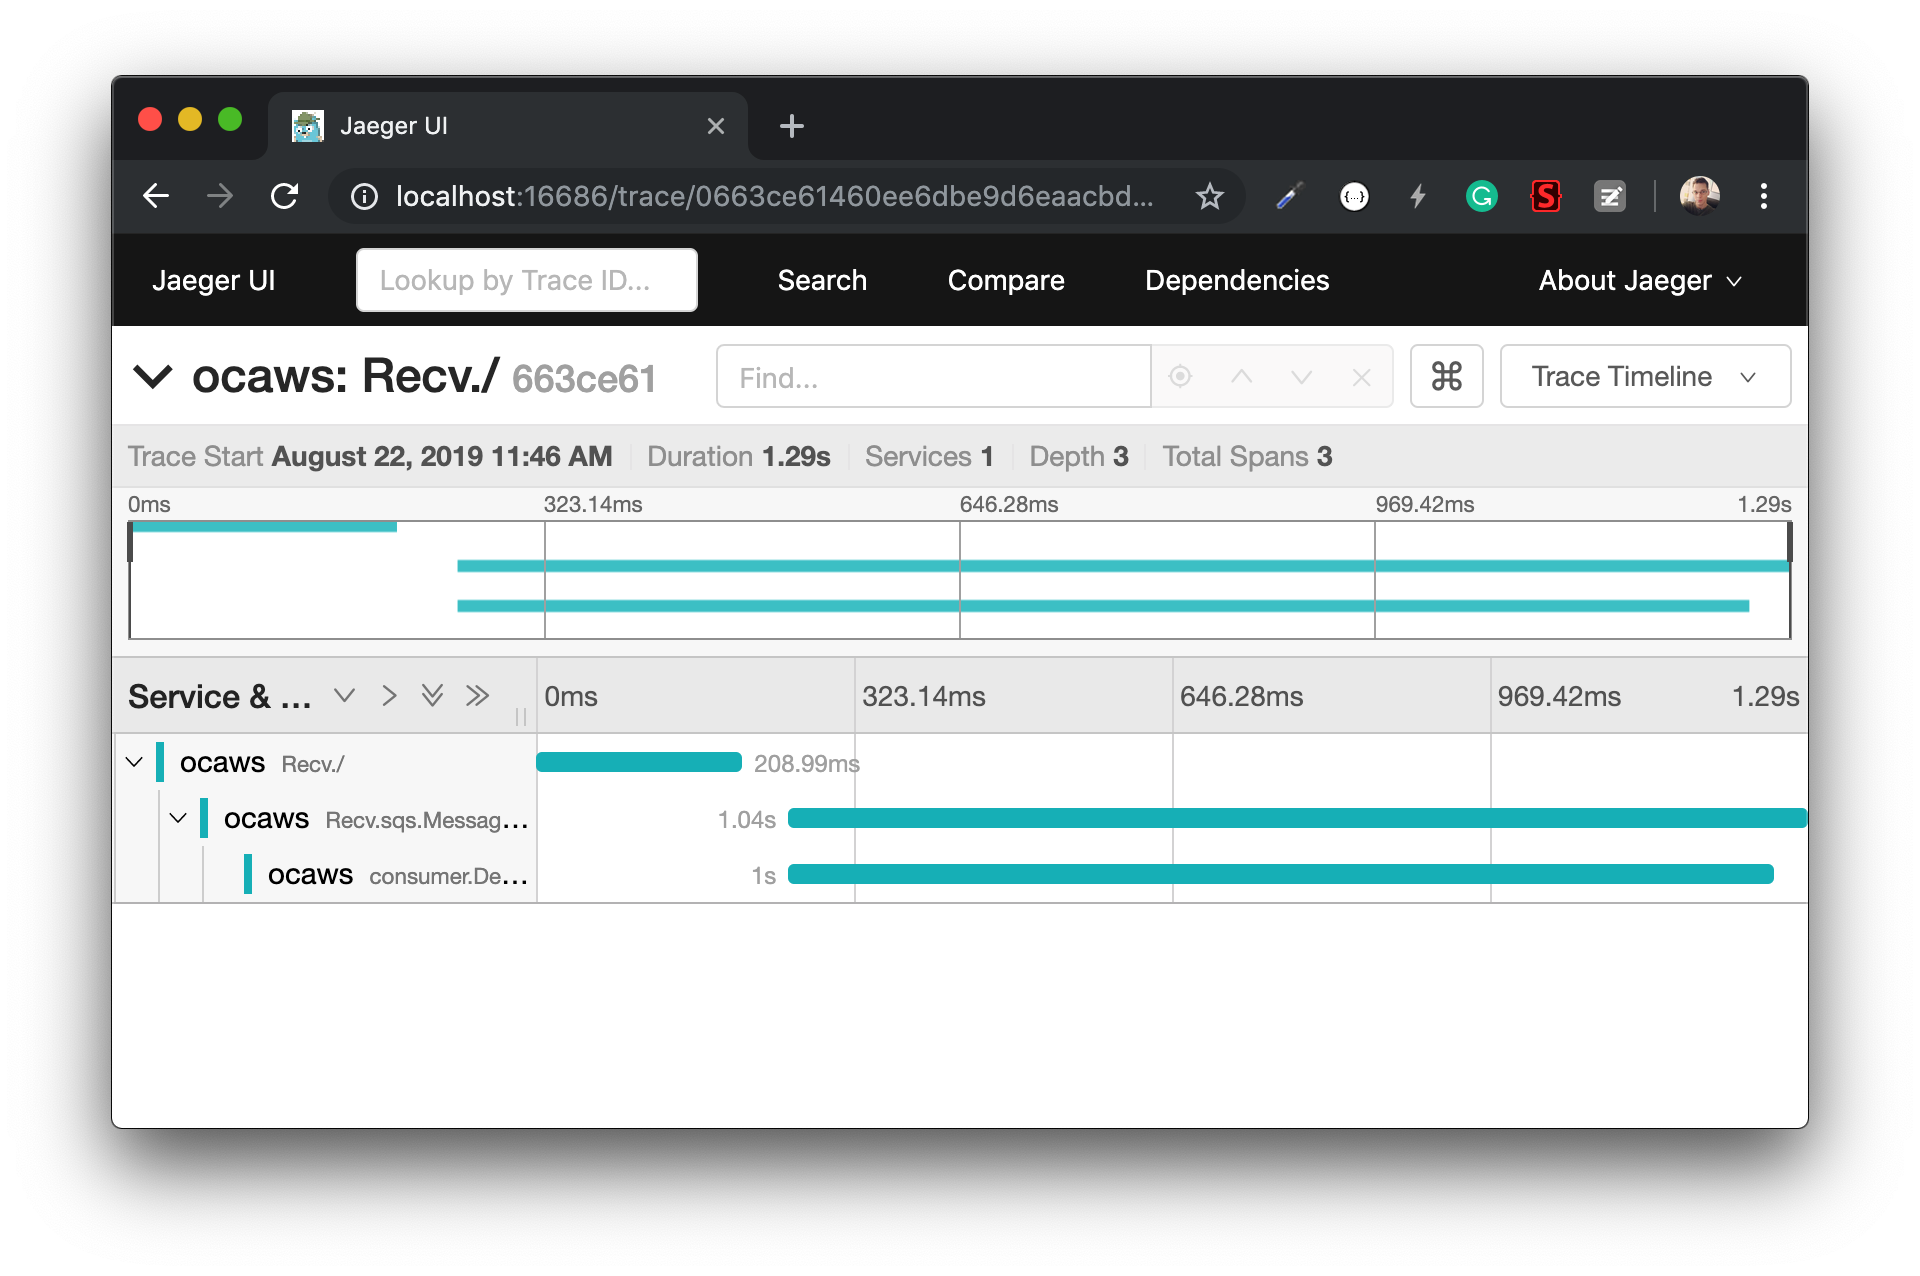 Jaeger UI
localhost:16686/trace/0663ce61460ee6dbe9d6eaacbd...
{...} G S
Jaeger UI Lookup by Trace ID... Search Compare Dependencies About Jaeger
ocaws: Recv./ 663ce61 Find... ⌘ Trace Timeline
Trace Start August 22, 2019 11:46 AM Duration 1.29s Services 1 Depth 3 Total Spans 3
0ms 323.14ms 646.28ms 969.42ms 1.29s
Service & ... 0ms 323.14ms 646.28ms 969.42ms 1.29s
ocaws Recv./ 208.99ms
ocaws Recv.sqs.Messag... 1.04s
ocaws consumer.De... 1s